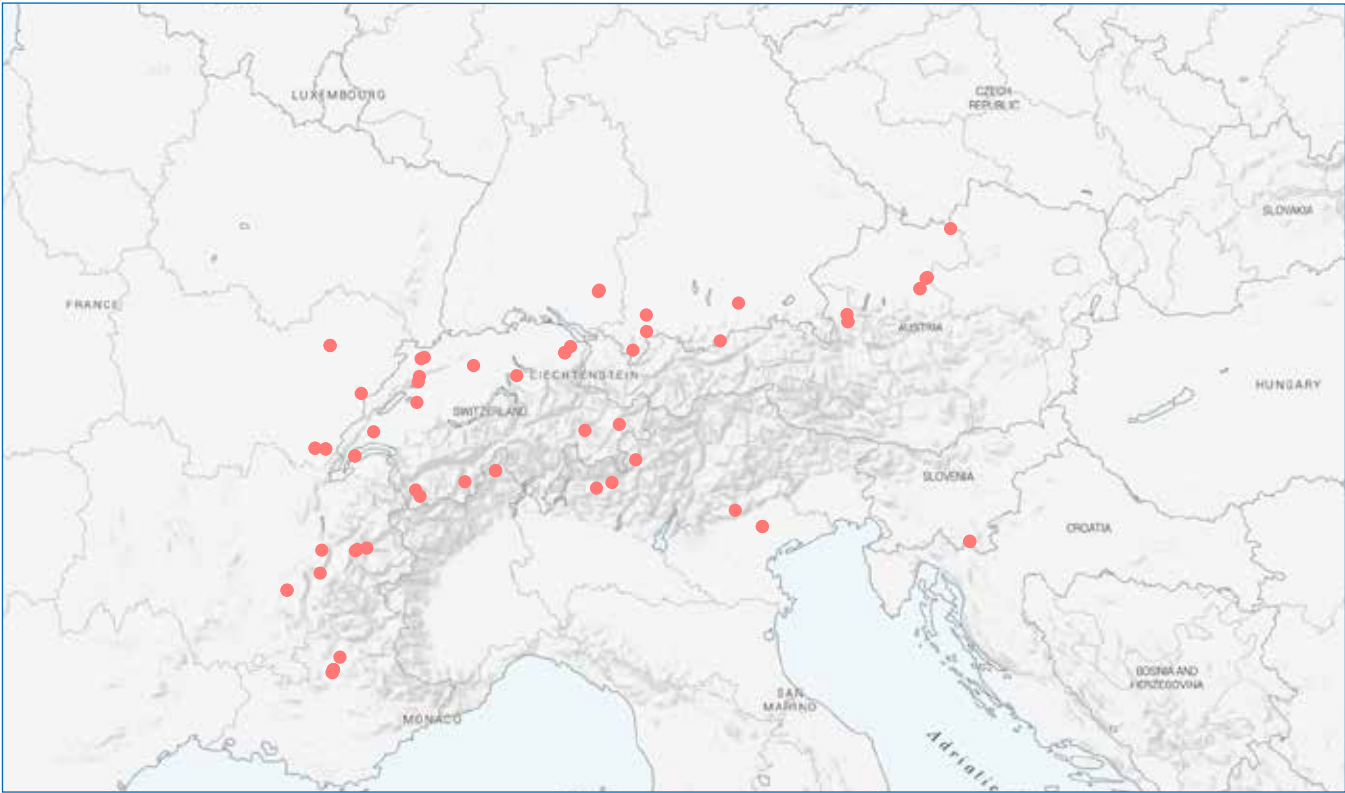 LUXEMBOURG
CZECH
REPUBLIC
SLOVAKIA
FRANCE
AUSTRIA
LIECHTENSTEIN
HUNGARY
SWITZERLAND
SLOVENIA
CROATIA
BOSNIA AND
HERZEGOVINA
SAN
MARINO
MONACO
Adriatic